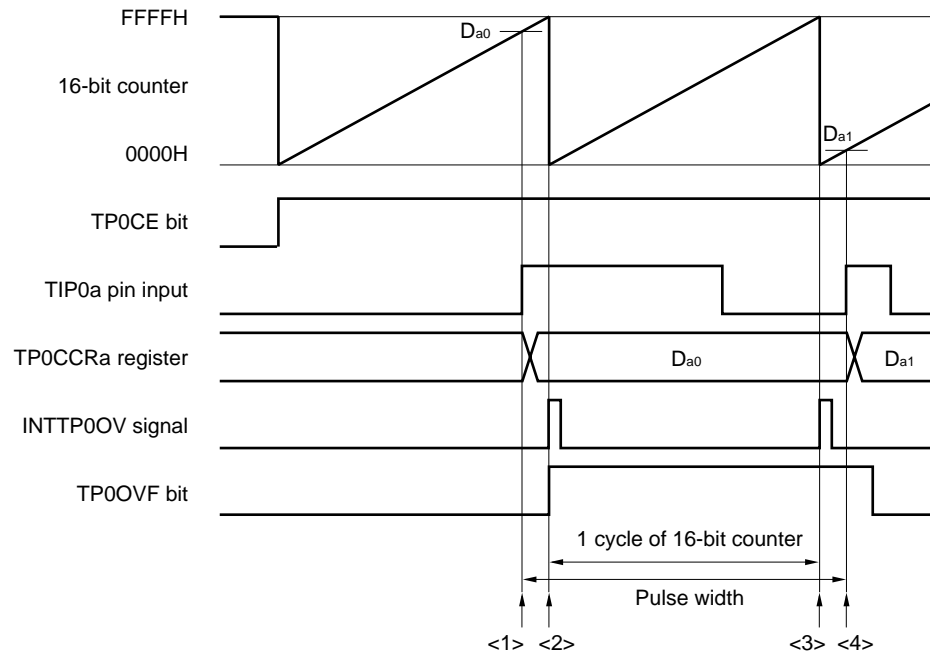 FFFFH
Da0
16-bit counter
0000H
Da1
TP0CE bit
TIP0a pin input
TP0CCRa register
Da0
Da1
INTTP0OV signal
TP0OVF bit
1 cycle of 16-bit counter
Pulse width
<1> <2> <3> <4>